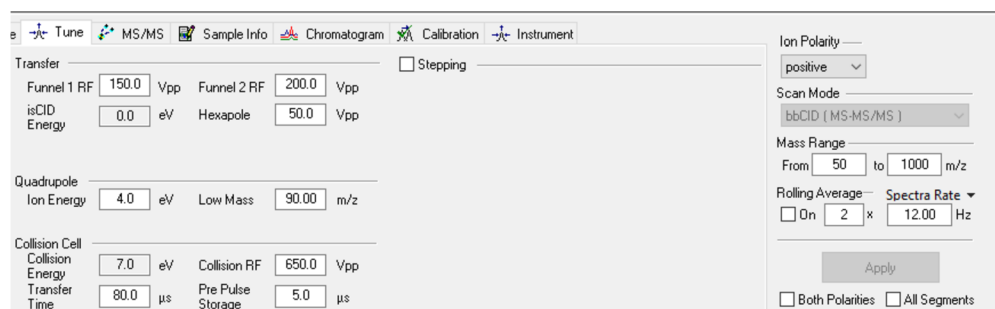 e Tune MS/MS Sample Info Chromatogram Calibration Instrument
Transfer
Funnel 1 RF 150.0 Vpp Funnel 2 RF 200.0 Vpp
isCID Energy 0.0 eV Hexapole 50.0 Vpp
Quadrupole
Ion Energy 4.0 eV Low Mass 90.00 m/z
Collision Cell
Collision Energy 7.0 eV Collision RF 650.0 Vpp
Transfer Time 80.0 µs Pre Pulse Storage 5.0 µs
Stepping
Ion Polarity
positive
Scan Mode
bbCID ( MS-MS/MS )
Mass Range
From 50 to 1000 m/z
Rolling Average Spectra Rate
On 2 x 12.00 Hz
Apply
Both Polarities All Segments